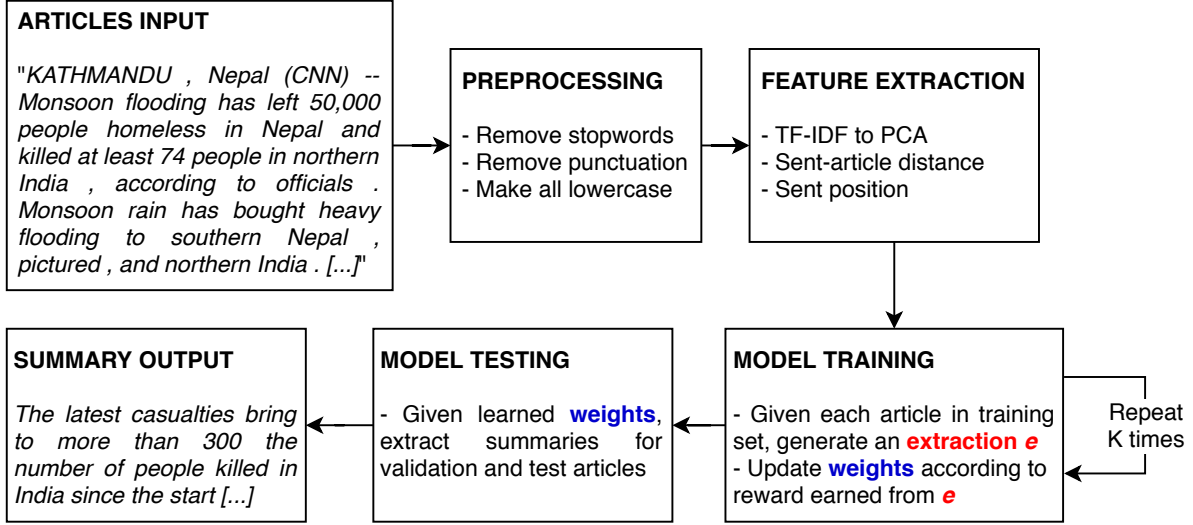 ARTICLES INPUT
"KATHMANDU , Nepal (CNN) --
Monsoon flooding has left 50,000
people homeless in Nepal and
killed at least 74 people in northern
India , according to officials .
Monsoon rain has bought heavy
flooding to southern Nepal ,
pictured , and northern India . [...]"
PREPROCESSING
- Remove stopwords
- Remove punctuation
- Make all lowercase
FEATURE EXTRACTION
- TF-IDF to PCA
- Sent-article distance
- Sent position
MODEL TRAINING
- Given each article in training
set, generate an extraction e
- Update weights according to
reward earned from e
Repeat
K times
MODEL TESTING
- Given learned weights,
extract summaries for
validation and test articles
SUMMARY OUTPUT
The latest casualties bring
to more than 300 the
number of people killed in
India since the start [...]